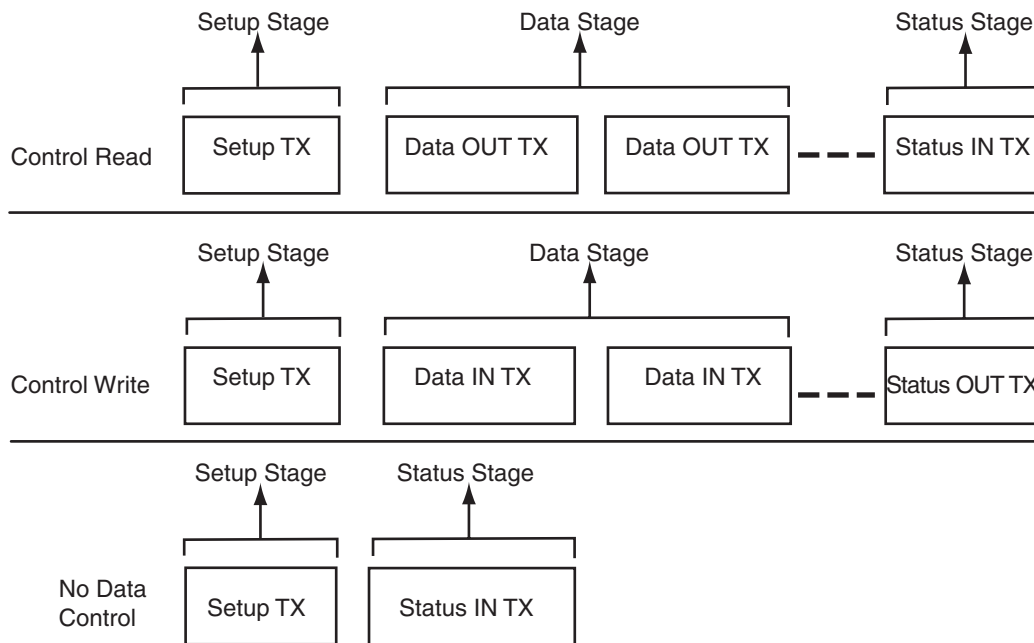 Setup Stage Data Stage Status Stage
Control Read Setup TX Data OUT TX Data OUT TX Status IN TX
Setup Stage Data Stage Status Stage
Control Write Setup TX Data IN TX Data IN TX Status OUT TX
Setup Stage Status Stage
No Data
Control Setup TX Status IN TX